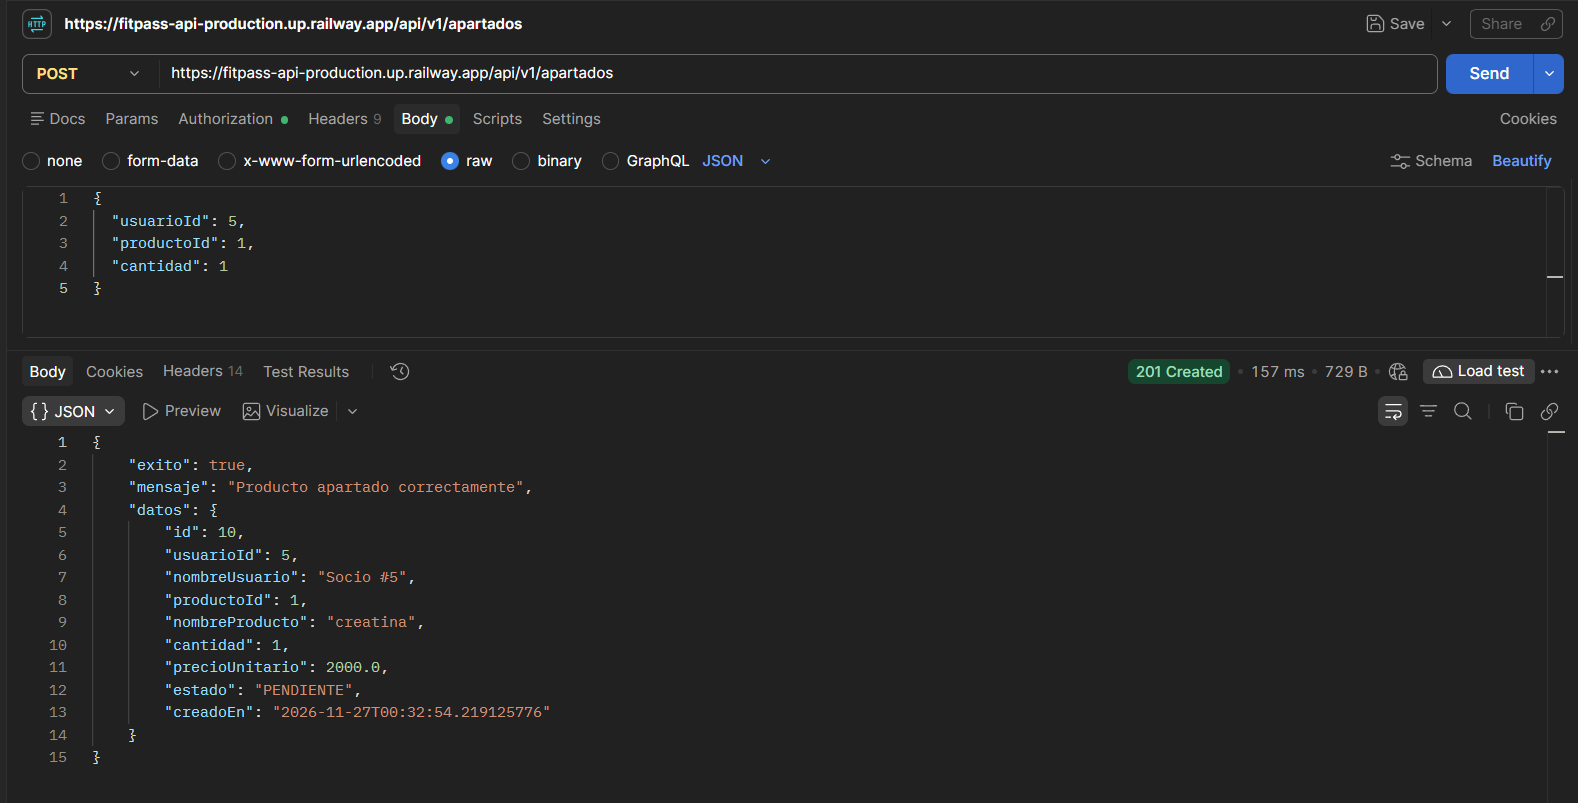 HTTP https://fitpass-api-production.up.railway.app/api/v1/apartados Save Share
POST https://fitpass-api-production.up.railway.app/api/v1/apartados Send
Docs Params Authorization Headers 9 Body Scripts Settings Cookies
none form-data x-www-form-urlencoded raw binary GraphQL JSON Schema Beautify
1 {
2 "usuarioId": 5,
3 "productoId": 1,
4 "cantidad": 1
5 }
Body Cookies Headers 14 Test Results 201 Created • 157 ms • 729 B • Load test
{} JSON Preview Visualize
1 {
2 "exito": true,
3 "mensaje": "Producto apartado correctamente",
4 "datos": {
5 "id": 10,
6 "usuarioId": 5,
7 "nombreUsuario": "Socio #5",
8 "productoId": 1,
9 "nombreProducto": "creatina",
10 "cantidad": 1,
11 "precioUnitario": 2000.0,
12 "estado": "PENDIENTE",
13 "creadoEn": "2026-11-27T00:32:54.219125776"
14 }
15 }